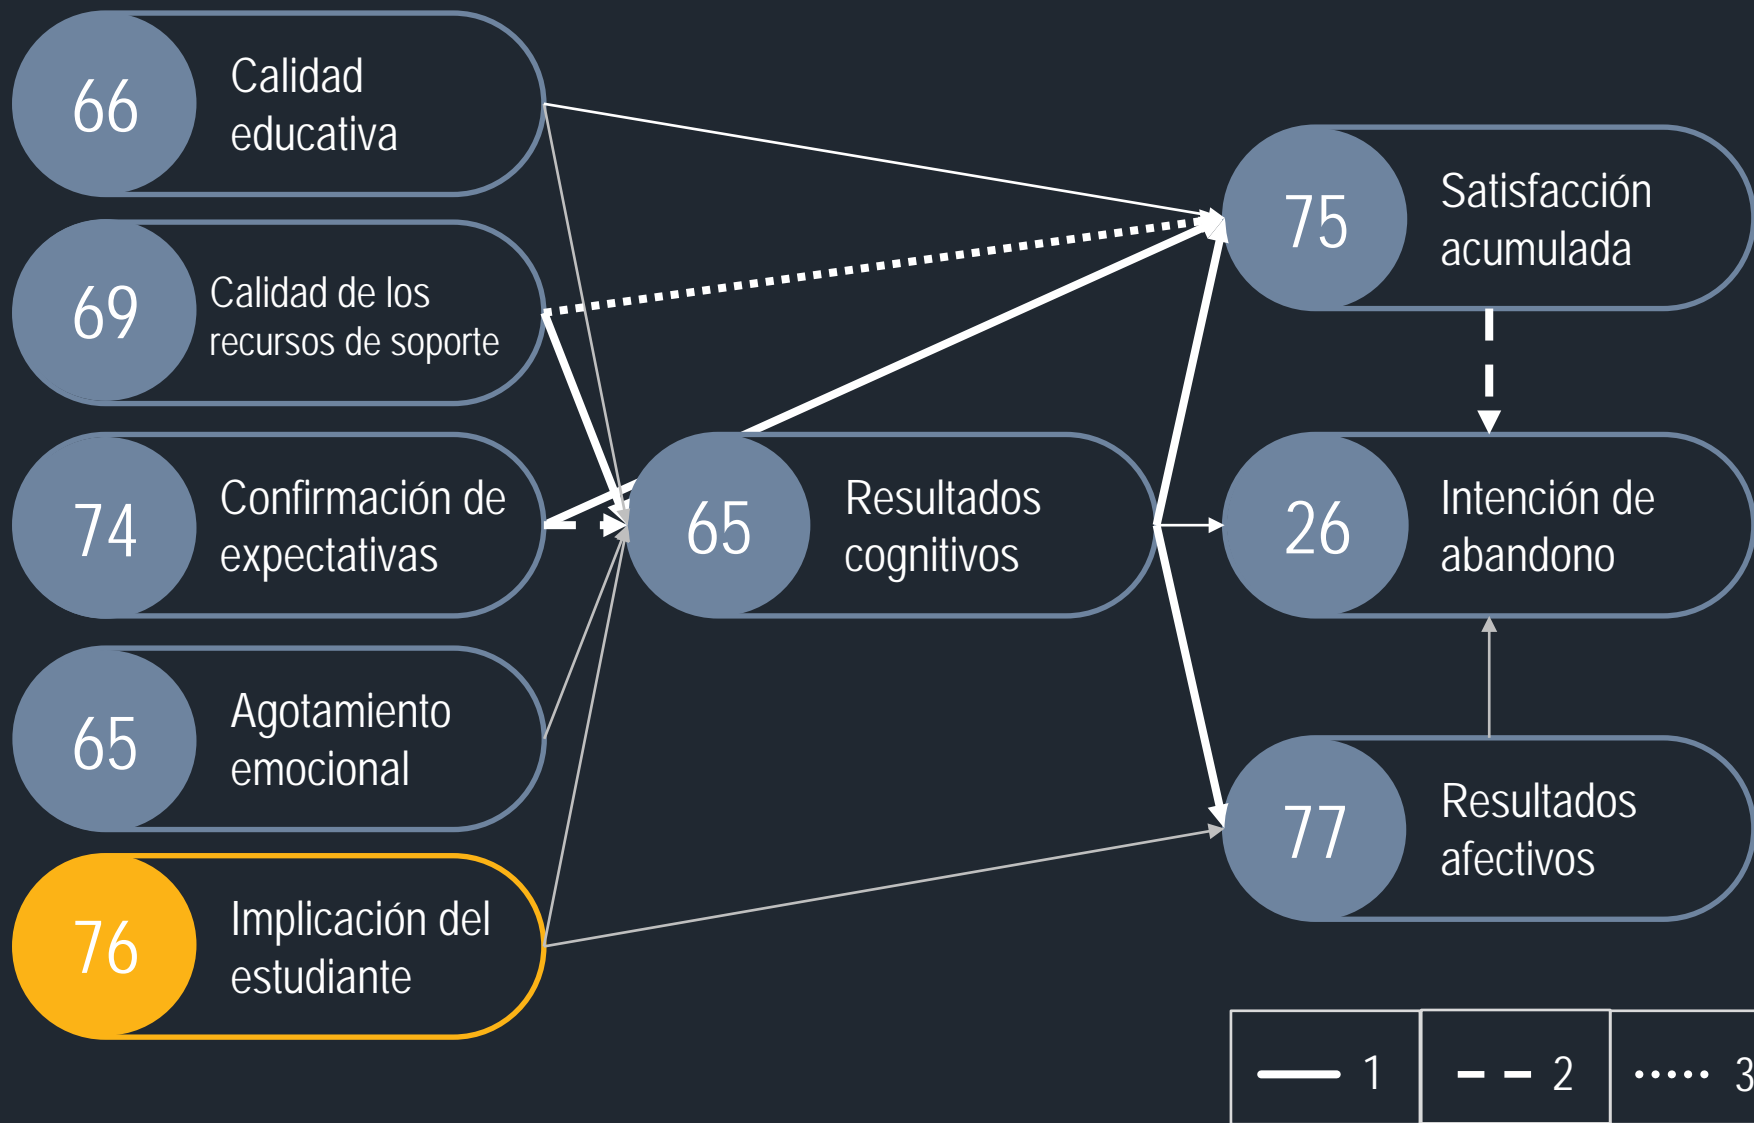 66
Calidad
educativa
69
Calidad de los
recursos de soporte
74
Confirmación de
expectativas
65
Agotamiento
emocional
76
Implicación del
estudiante
65
Resultados
cognitivos
75
Satisfacción
acumulada
26
Intención de
abandono
77
Resultados
afectivos
1
2
3